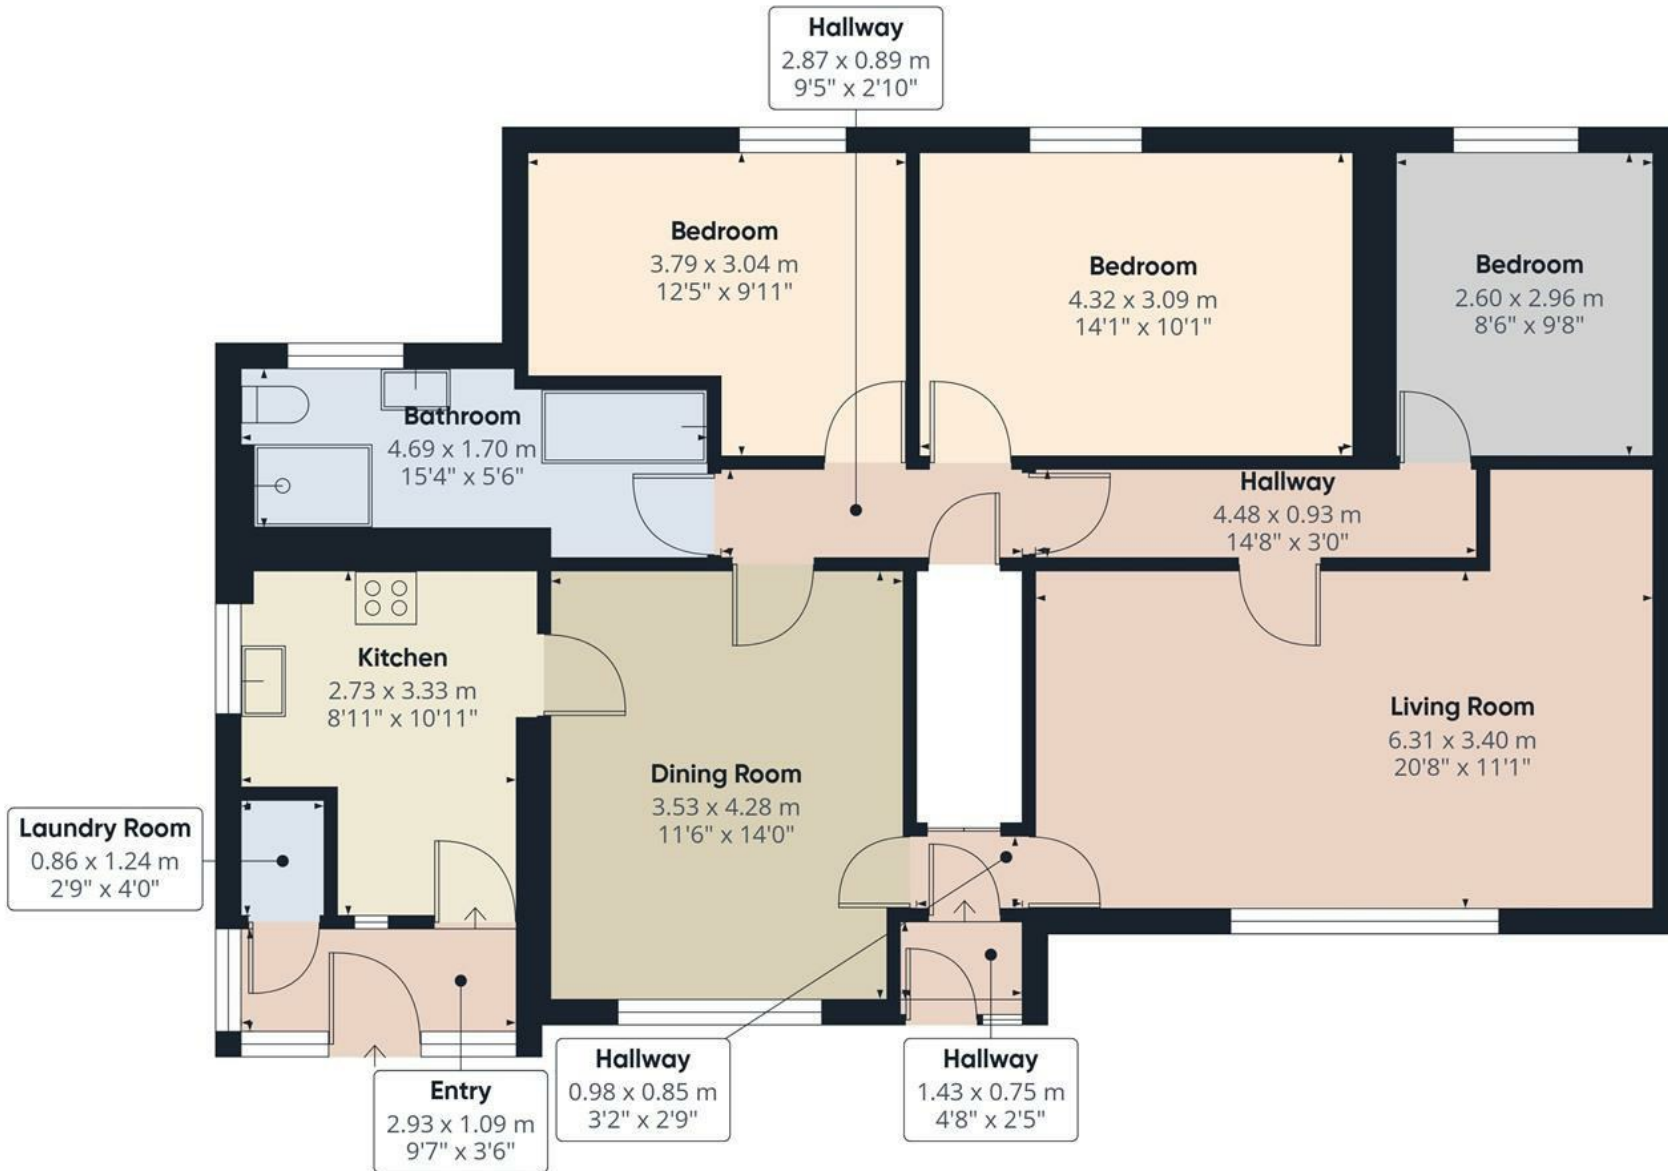 Hallway
2.87 x 0.89 m
9'5" x 2'10"
Bedroom
3.79 x 3.04 m
12'5" x 9'11"
Bedroom
4.32 x 3.09 m
14'1" x 10'1"
Bedroom
2.60 x 2.96 m
8'6" x 9'8"
Bathroom
4.69 x 1.70 m
15'4" x 5'6"
Hallway
4.48 x 0.93 m
14'8" x 3'0"
Kitchen
2.73 x 3.33 m
8'11" x 10'11"
Dining Room
3.53 x 4.28 m
11'6" x 14'0"
Living Room
6.31 x 3.40 m
20'8" x 11'1"
Laundry Room
0.86 x 1.24 m
2'9" x 4'0"
Entry
2.93 x 1.09 m
9'7" x 3'6"
Hallway
0.98 x 0.85 m
3'2" x 2'9"
Hallway
1.43 x 0.75 m
4'8" x 2'5"